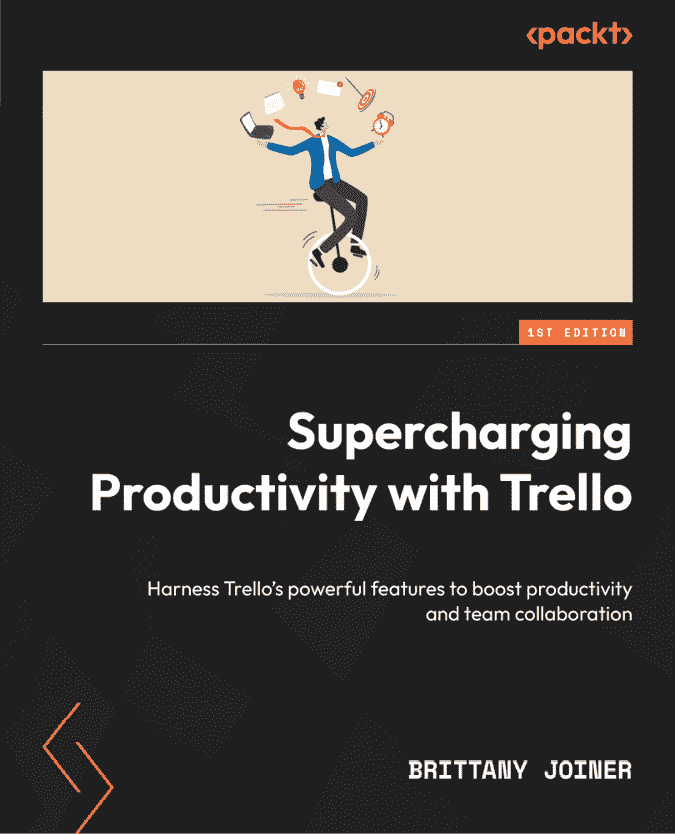 <packt>
1ST EDITION
Supercharging
Productivity with Trello
Harness Trello’s powerful features to boost productivity
and team collaboration
BRITTANY JOINER